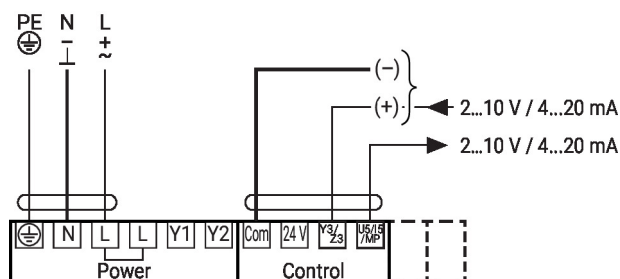 PE N L
– +
⊥ ~
(–)
(+) 2...10 V / 4...20 mA
2...10 V / 4...20 mA
N L L Y1 Y2 Com 24 V Y3/Z3 U5/I5/MP
Power Control